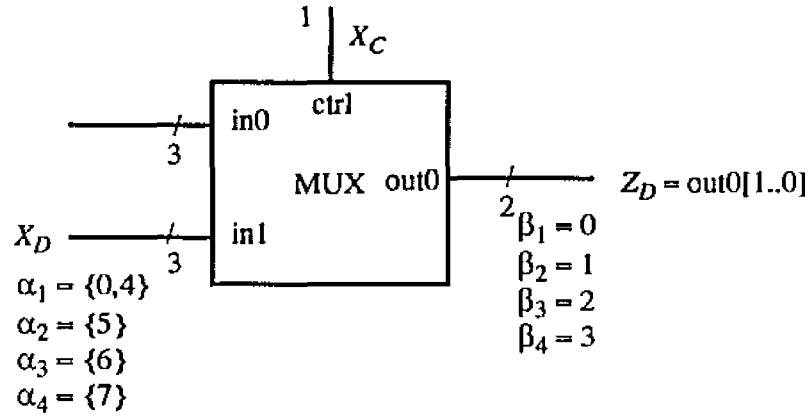 1
X_C
ctrl
in0
3
MUX out0
2
Z_D = out0[1..0]
X_D
in1
3
α₁ = {0,4}
α₂ = {5}
α₃ = {6}
α₄ = {7}
β₁ = 0
β₂ = 1
β₃ = 2
β₄ = 3